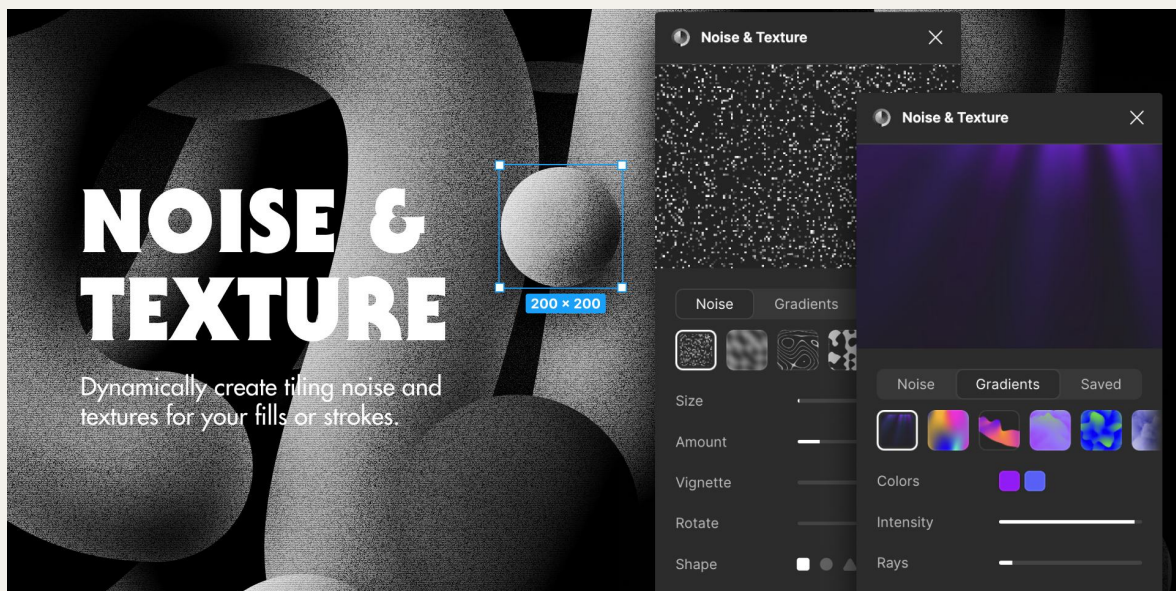 NOISE &
TEXTURE
Dynamically create tiling noise and
textures for your fills or strokes.
200 × 200
Noise & Texture
Noise
Gradients
Size
Amount
Vignette
Rotate
Shape
Noise & Texture
Noise
Gradients
Saved
Colors
Intensity
Rays